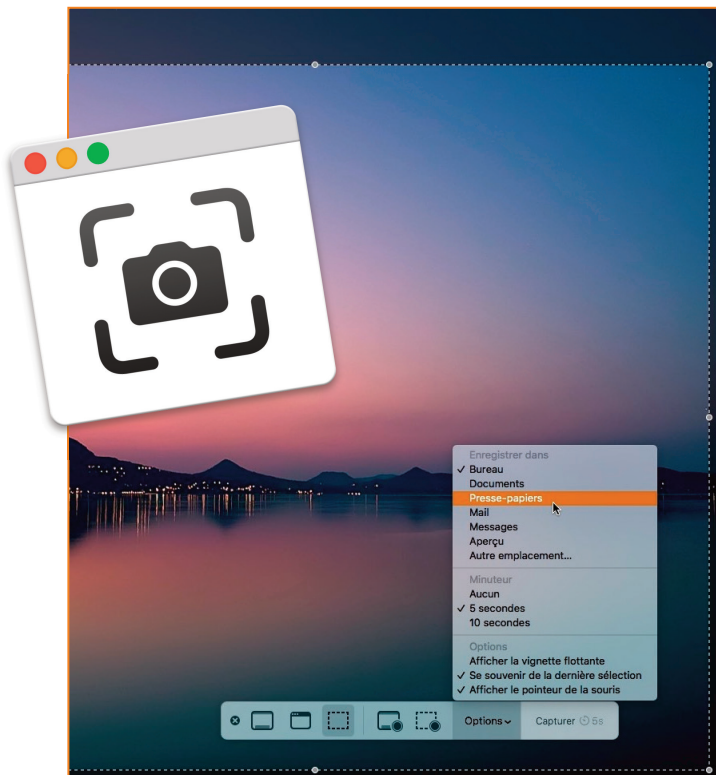 Enregistrer dans
✓ Bureau
Documents
Presse-papiers
Mail
Messages
Aperçu
Autre emplacement...
Minuteur
Aucun
✓ 5 secondes
10 secondes
Options
Afficher la vignette flottante
✓ Se souvenir de la dernière sélection
✓ Afficher le pointeur de la souris
Options Capturer 5s